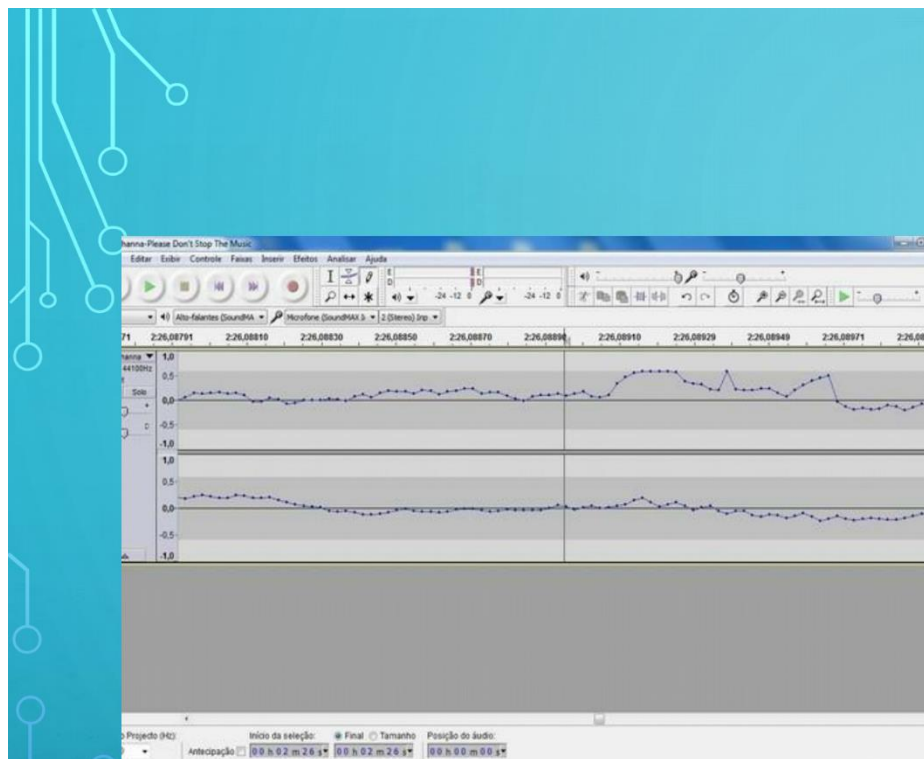 hanna-Please Don't Stop The Music
Editar Exibir Controle Faixas Inserir Efeitos Analisar Ajuda
E
D
-24 -12 0
E
D
-24 -12 0
Alto-falantes (SoundMA
Microfone (SoundMAX
2 (Stereo) Inp
71 2:26,08791 2:26,08810 2:26,08830 2:26,08850 2:26,08870 2:26,08890 2:26,08910 2:26,08929 2:26,08949 2:26,08971 2:26,08
hanna
44100Hz
Solo
D
1,0
0,5-
0,0-
-0,5-
-1,0
1,0
0,5-
0,0-
-0,5-
-1,0
Projecto (Hz):
Início da seleção:
Final
Tamanho
Posição do áudio:
Antecipação
00 h 02 m 26 s
00 h 02 m 26 s
00 h 00 m 00 s